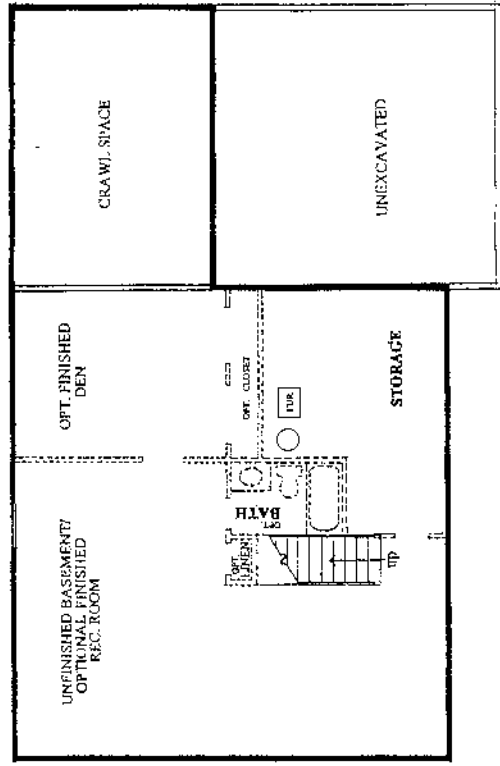 UNFINISHED BASEMENT/
OPTIONAL FINISHED
REC. ROOM
OPT. FINISHED
DEN
CRAWL SPACE
OPT.
LINEN
OPT.
BATH
OPT. CLOSET
FUR
UP
STORAGE
UNEXCAVATED